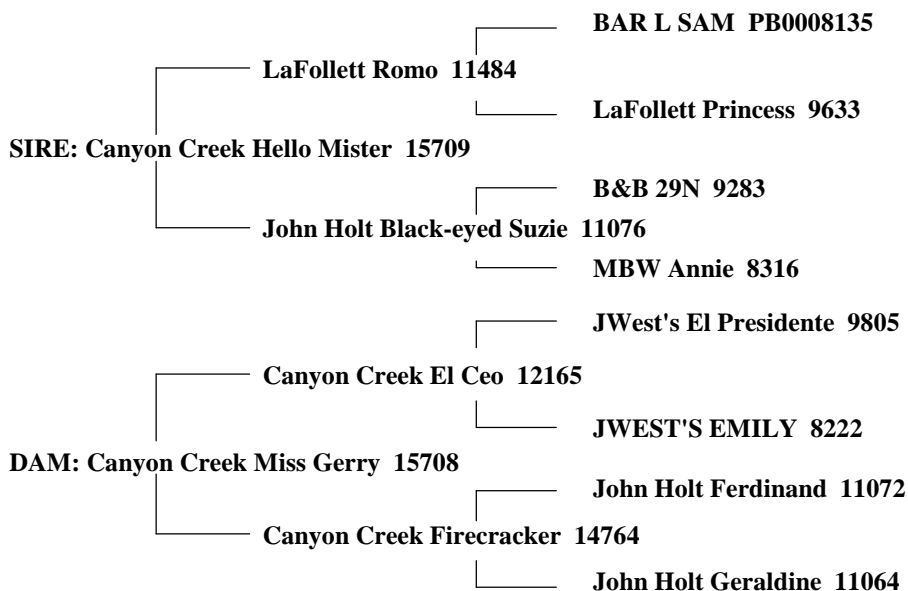 BAR L SAM PB0008135
LaFollett Romo 11484
LaFollett Princess 9633
SIRE: Canyon Creek Hello Mister 15709
B&B 29N 9283
John Holt Black-eyed Suzie 11076
MBW Annie 8316
JWest's El Presidente 9805
Canyon Creek El Ceo 12165
JWEST'S EMILY 8222
DAM: Canyon Creek Miss Gerry 15708
John Holt Ferdinand 11072
Canyon Creek Firecracker 14764
John Holt Geraldine 11064